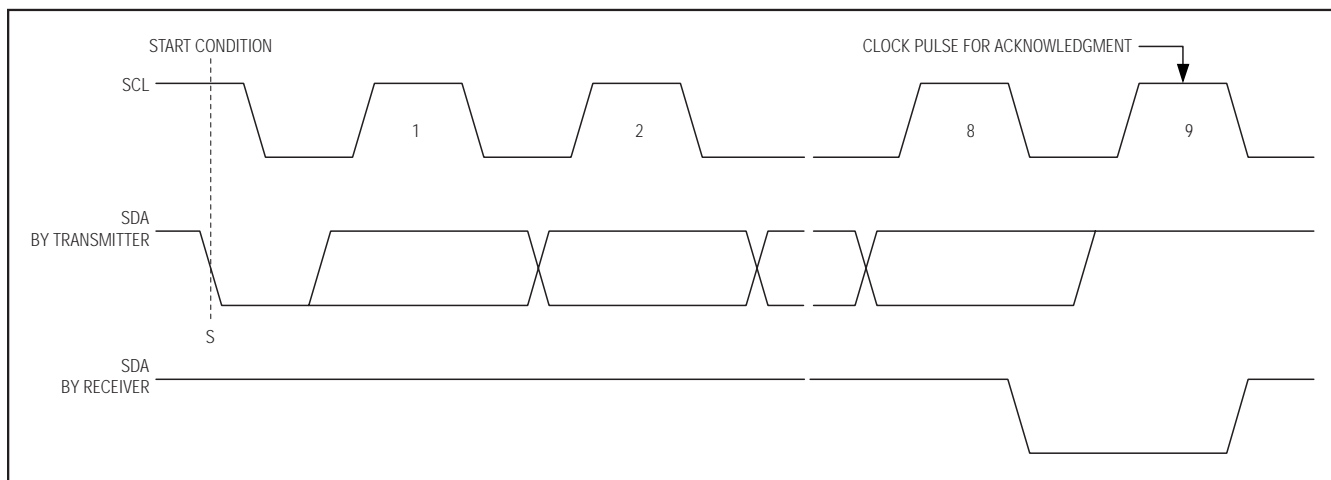 START CONDITION
CLOCK PULSE FOR ACKNOWLEDGMENT
SCL
1
2
8
9
SDA
BY TRANSMITTER
S
SDA
BY RECEIVER